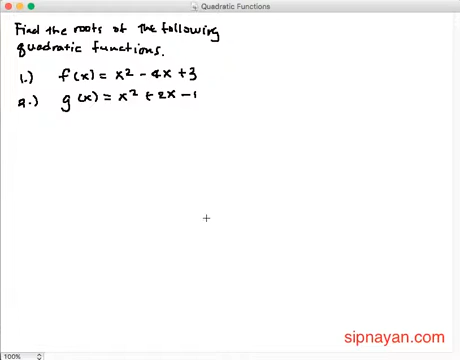 Quadratic Functions
Find the roots of the following
quadratic functions.
1.) f(x) = x² - 4x + 3
2.) g(x) = x² + 2x - 1
sipnayan.com
100%